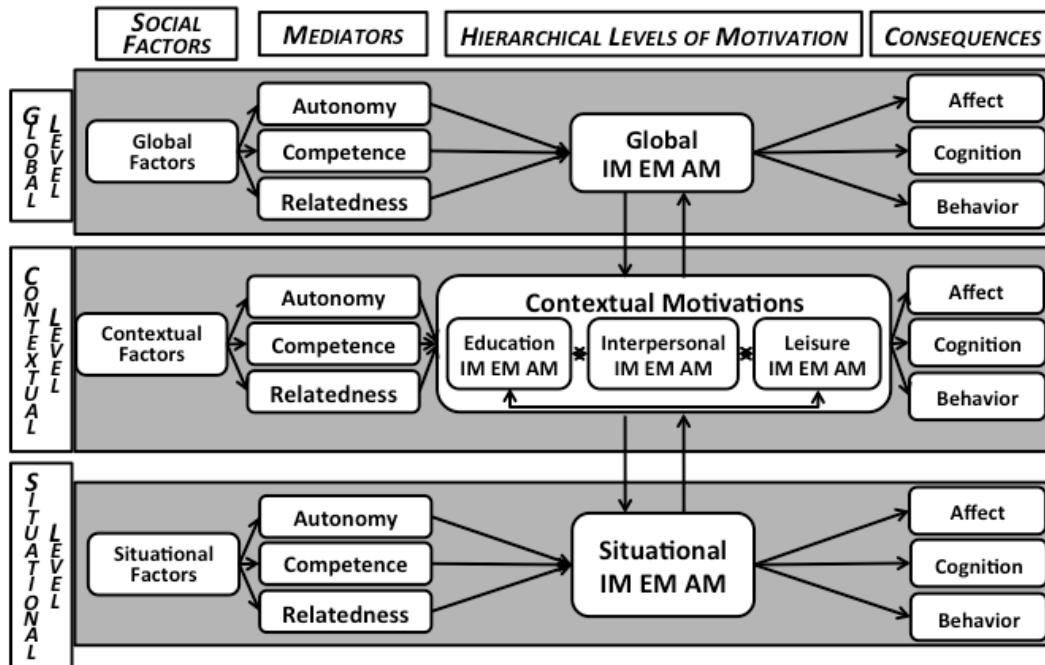 SOCIAL
FACTORS
MEDIATORS
HIERARCHICAL LEVELS OF MOTIVATION
CONSEQUENCES
GLOBAL
LEVEL
Global
Factors
Autonomy
Competence
Relatedness
Global
IM EM AM
Affect
Cognition
Behavior
CONTEXTUAL
LEVEL
Contextual
Factors
Autonomy
Competence
Relatedness
Contextual Motivations
Education
IM EM AM
Interpersonal
IM EM AM
Leisure
IM EM AM
Affect
Cognition
Behavior
SITUATIONAL
LEVEL
Situational
Factors
Autonomy
Competence
Relatedness
Situational
IM EM AM
Affect
Cognition
Behavior